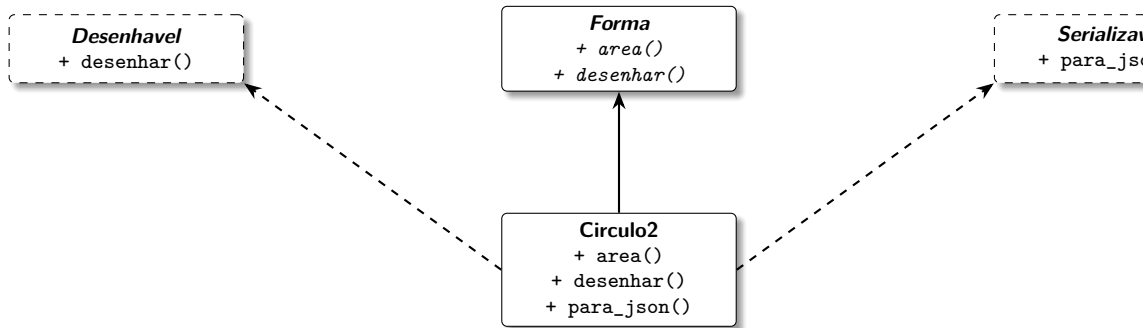 Desenhavel
+ desenhar()
Forma
+ area()
+ desenhar()
+
Circulo2
+ area()
+ desenhar()
+ para_json()